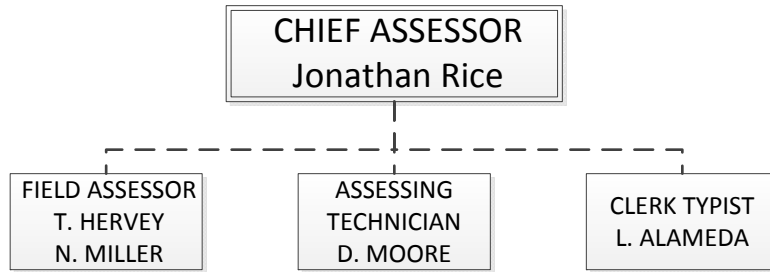 CHIEF ASSESSOR
Jonathan Rice
FIELD ASSESSOR
T. HERVEY
N. MILLER
ASSESSING
TECHNICIAN
D. MOORE
CLERK TYPIST
L. ALAMEDA